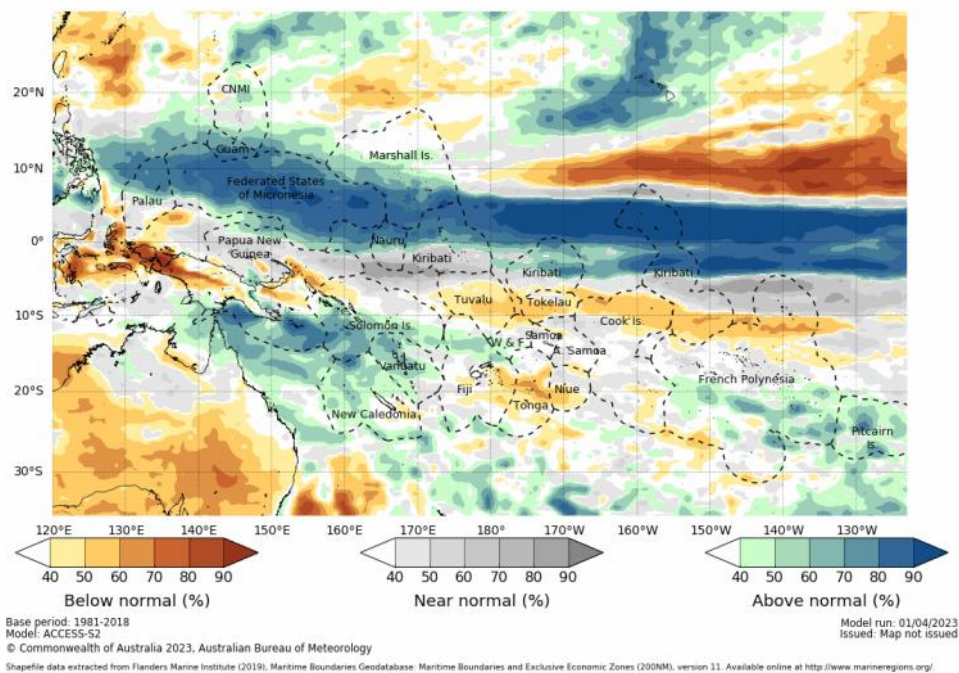 20°N
10°N
0°
10°S
20°S
30°S
CNMI
Guam
Marshall Is.
Federated States
of Micronesia
Palau
Nauru
Papua New
Guinea
Kiribati
Kiribati
Kiribati
Tuvalu
Tokelau
Cook Is.
Solomon Is.
W & F
Samoa
A. Samoa
Vanuatu
Fiji
Niue
French Polynesia
Tonga
New Caledonia
Pitcairn
Is.
120°E 130°E 140°E 150°E 160°E 170°E 180° 170°W 160°W 150°W 140°W 130°W
40 50 60 70 80 90
Below normal (%)
40 50 60 70 80 90
Near normal (%)
40 50 60 70 80 90
Above normal (%)
Base period: 1981-2018
Model: ACCESS-S2
© Commonwealth of Australia 2023, Australian Bureau of Meteorology
Model run: 01/04/2023
Issued: Map not issued
Shapefile data extracted from Flanders Marine Institute (2019), Maritime Boundaries Geodatabase: Maritime Boundaries and Exclusive Economic Zones (200NM), version 11. Available online at http://www.marineregions.org/.